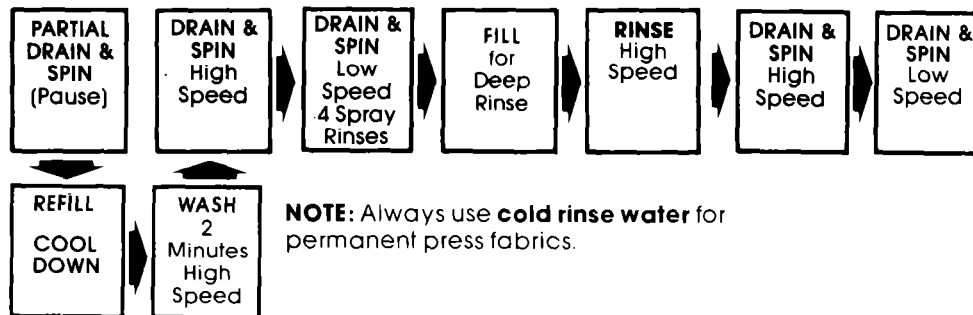 PARTIAL
DRAIN &
SPIN
(Pause)
REFILL
COOL
DOWN
WASH
2
Minutes
High
Speed
DRAIN &
SPIN
High
Speed
DRAIN &
SPIN
Low
Speed
4 Spray
Rinses
FILL
for
Deep
Rinse
RINSE
High
Speed
DRAIN &
SPIN
High
Speed
DRAIN &
SPIN
Low
Speed
NOTE: Always use cold rinse water for
permanent press fabrics.